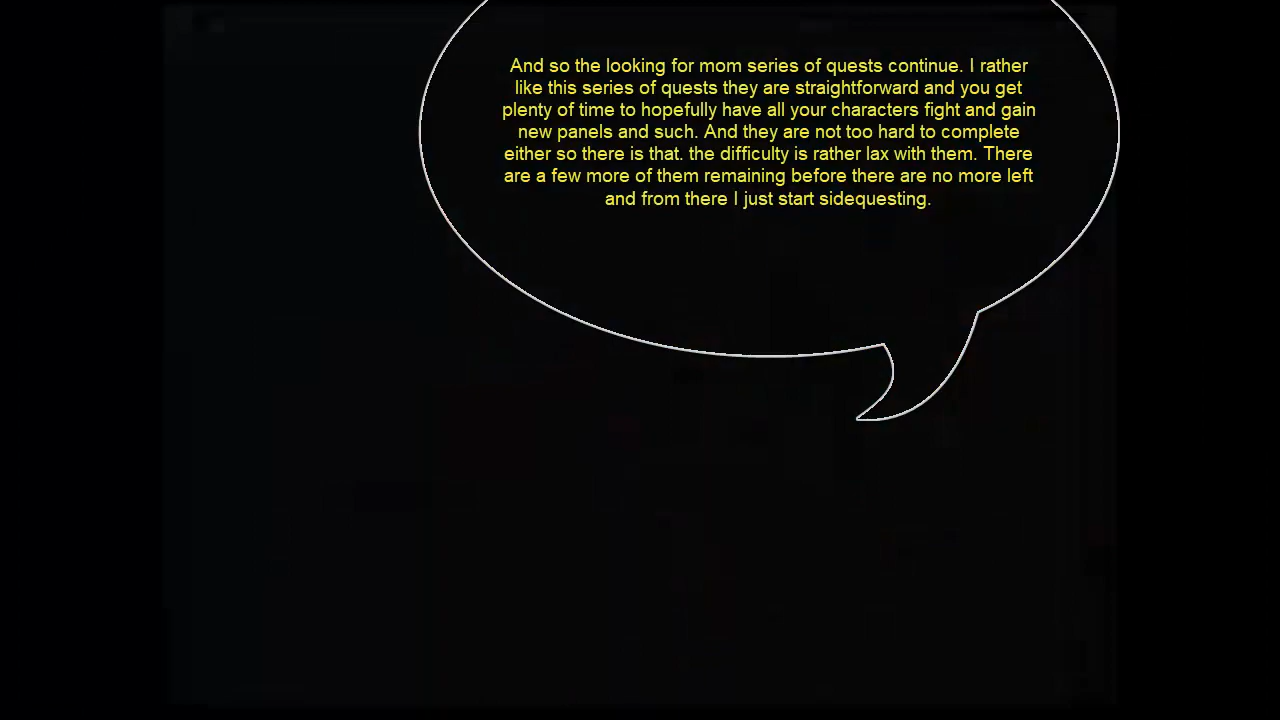 And so the looking for mom series of quests continue. I rather
like this series of quests they are straightforward and you get
plenty of time to hopefully have all your characters fight and gain
new panels and such. And they are not too hard to complete
either so there is that. the difficulty is rather lax with them. There
are a few more of them remaining before there are no more left
and from there I just start sidequesting.